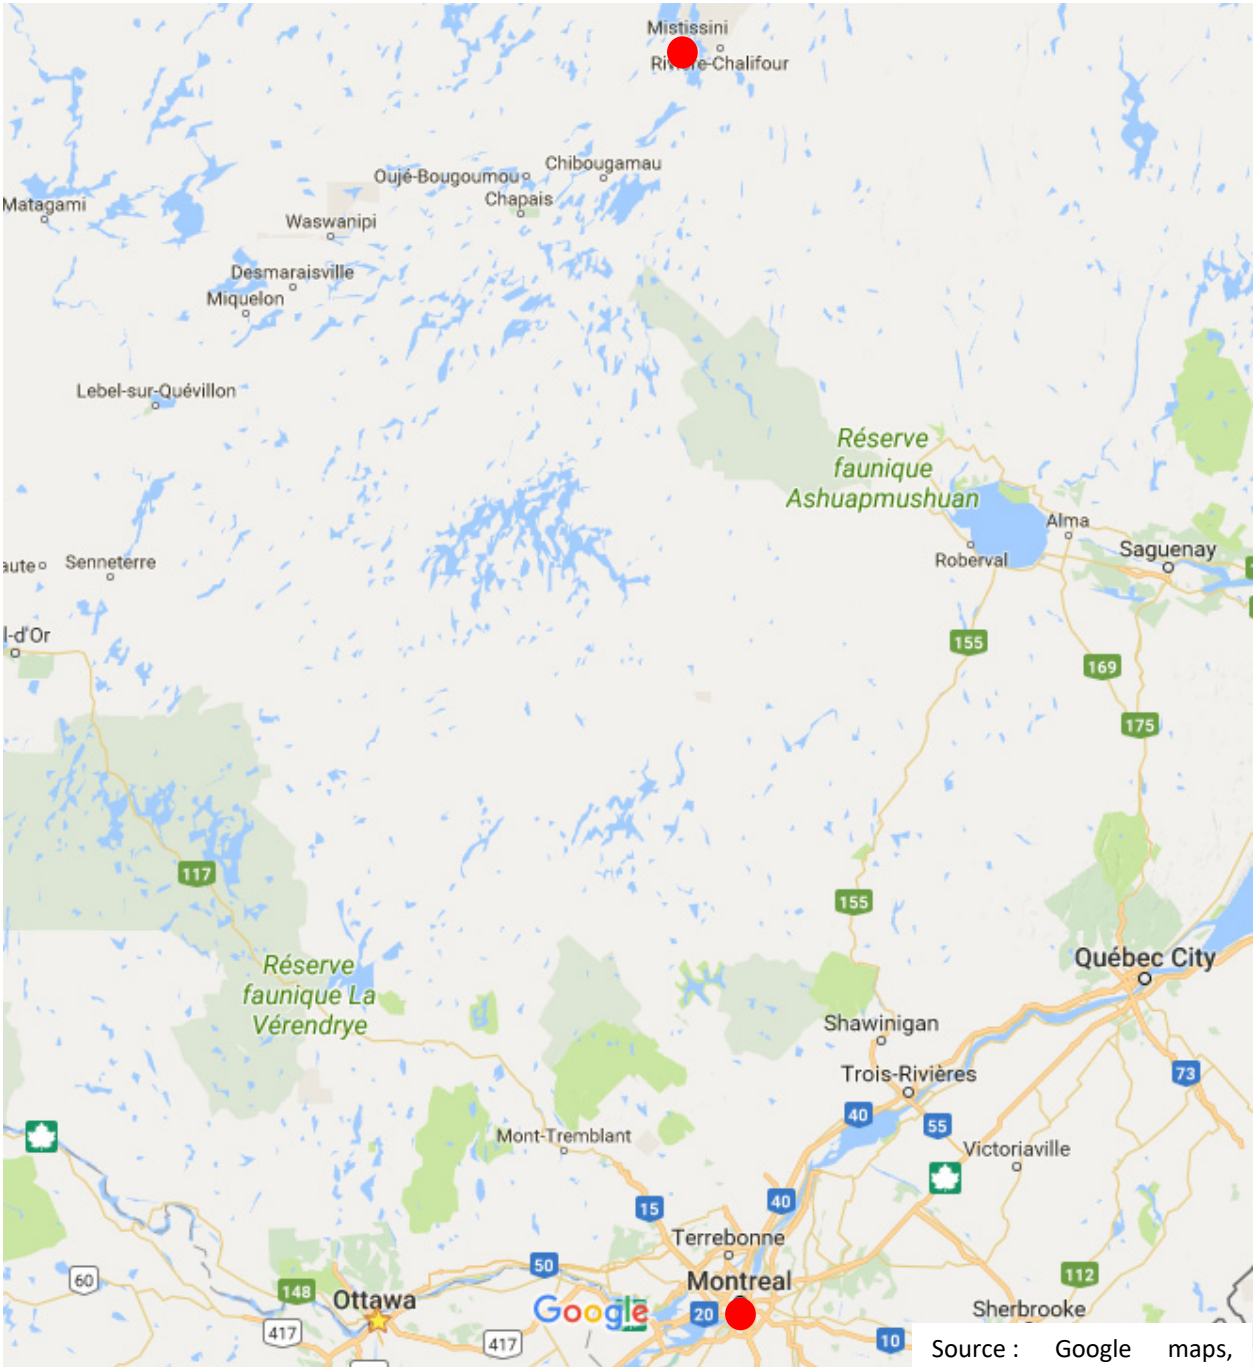 Mistissini
Rivière-Chalifour
Chibougamau
Oujé-Bougoumou
Chapais
Matagami
Waswanipi
Desmaraisville
Miquelon
Lebel-sur-Quévillon
Réserve
faunique
Ashuapmushuan
Alma
Saguenay
Roberval
aute
Senneterre
l-d'Or
155
169
175
117
155
Réserve
faunique La
Vérendrye
Québec City
Shawinigan
Trois-Rivières
73
40
55
Mont-Tremblant
Victoriaville
15
40
Terrebonne
50
Montreal
60
148
Ottawa
Google
20
112
Sherbrooke
417
417
10
Source : Google maps,